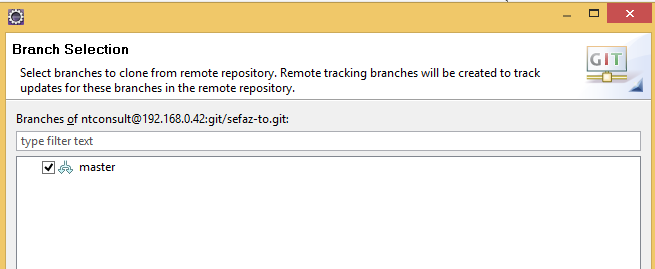 Branch Selection
Select branches to clone from remote repository. Remote tracking branches will be created to track
updates for these branches in the remote repository.
GIT
Branches of ntconsult@192.168.0.42:git/sefaz-to.git:
type filter text
master